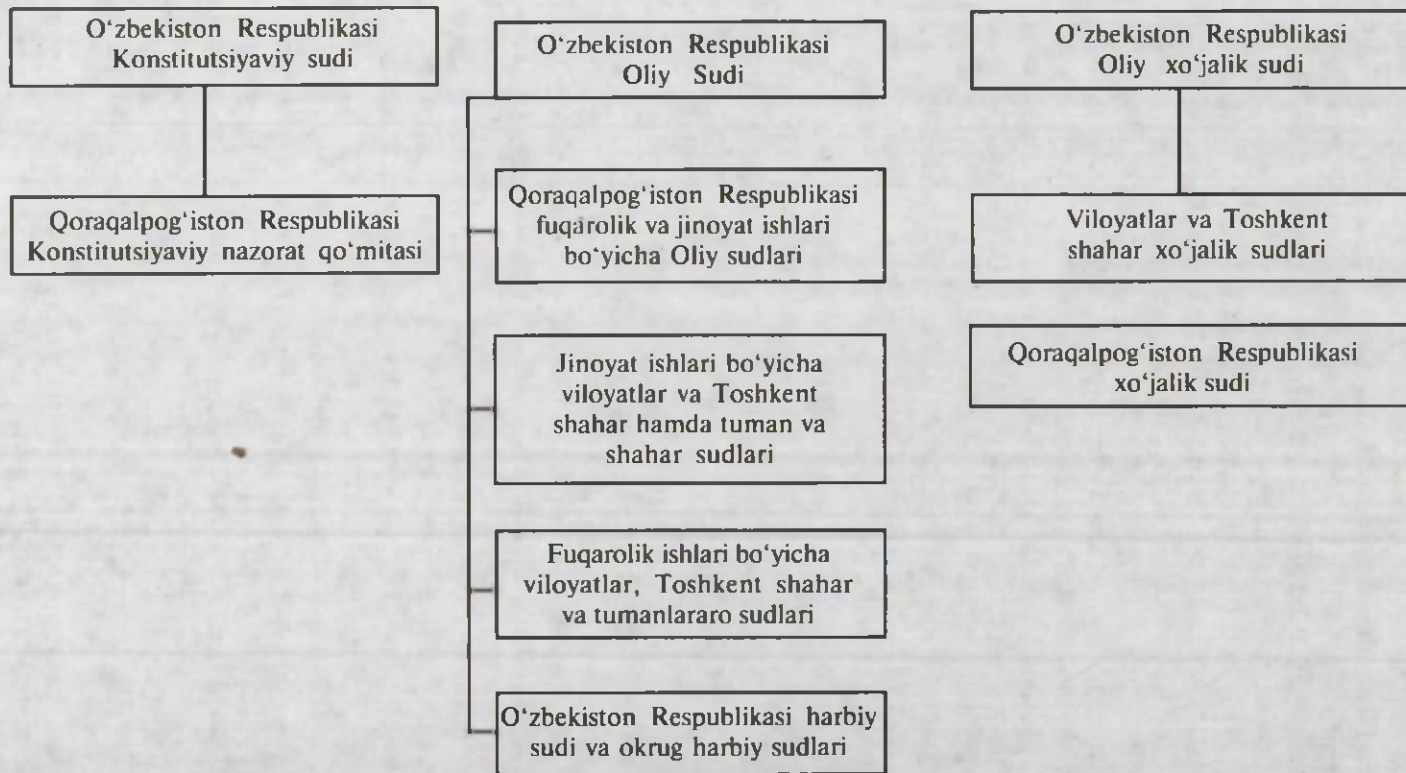 O‘zbekiston Respublikasi
Konstitutsiyaviy sudi
Qoraqalpog‘iston Respublikasi
Konstitutsiyaviy nazorat qo‘mitasi
O‘zbekiston Respublikasi
Oliy Sudi
Qoraqalpog‘iston Respublikasi
fuqarolik va jinoyat ishlari
bo‘yicha Oliy sudlari
Jinoyat ishlari bo‘yicha
viloyatlar va Toshkent
shahar hamda tuman va
shahar sudlari
Fuqarolik ishlari bo‘yicha
viloyatlar, Toshkent shahar
va tumanlararo sudlari
O‘zbekiston Respublikasi harbiy
sudi va okrug harbiy sudlari
O‘zbekiston Respublikasi
Oliy xo‘jalik sudi
Viloyatlar va Toshkent
shahar xo‘jalik sudlari
Qoraqalpog‘iston Respublikasi
xo‘jalik sudi